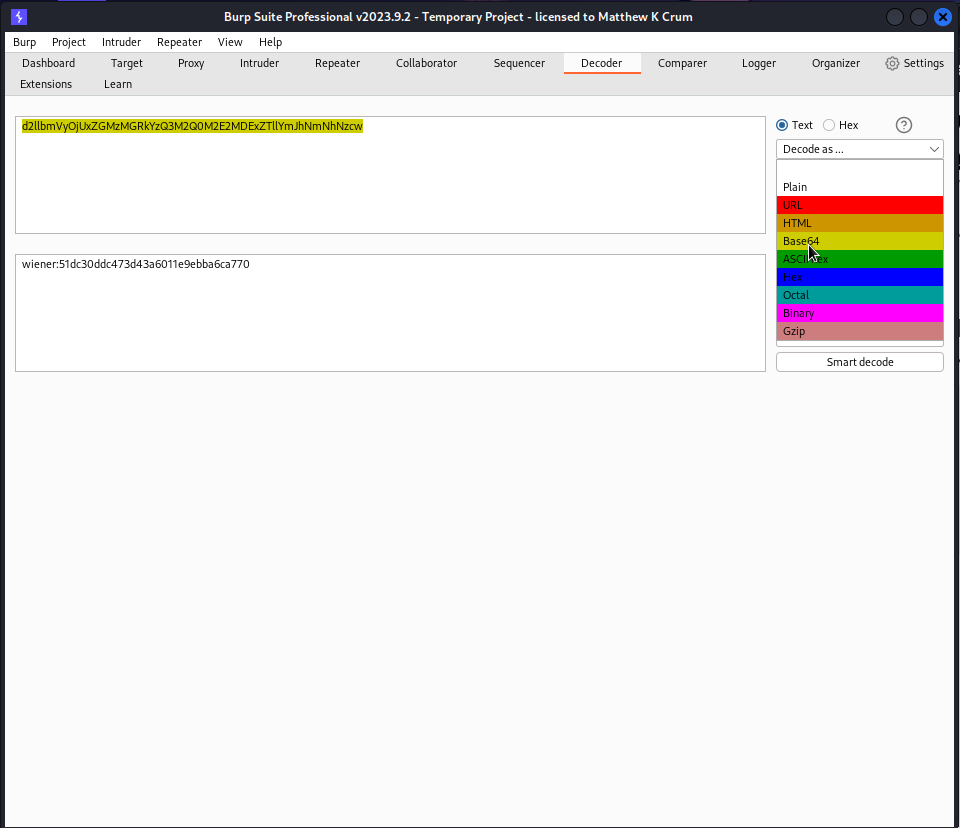 Burp Suite Professional v2023.9.2 - Temporary Project - licensed to Matthew K Crum
Burp Project Intruder Repeater View Help
Dashboard Target Proxy Intruder Repeater Collaborator Sequencer Decoder Comparer Logger Organizer Settings
Extensions Learn
d2llbmVyOjUxZGMzMGRkYzQ3M2Q0M2E2MDExZTllYmJhNmNhNzcw
Text Hex ?
Decode as ...
Plain
URL
HTML
Base64
ASCII hex
Hex
Octal
Binary
Gzip
Smart decode
wiener:51dc30ddc473d43a6011e9ebba6ca770